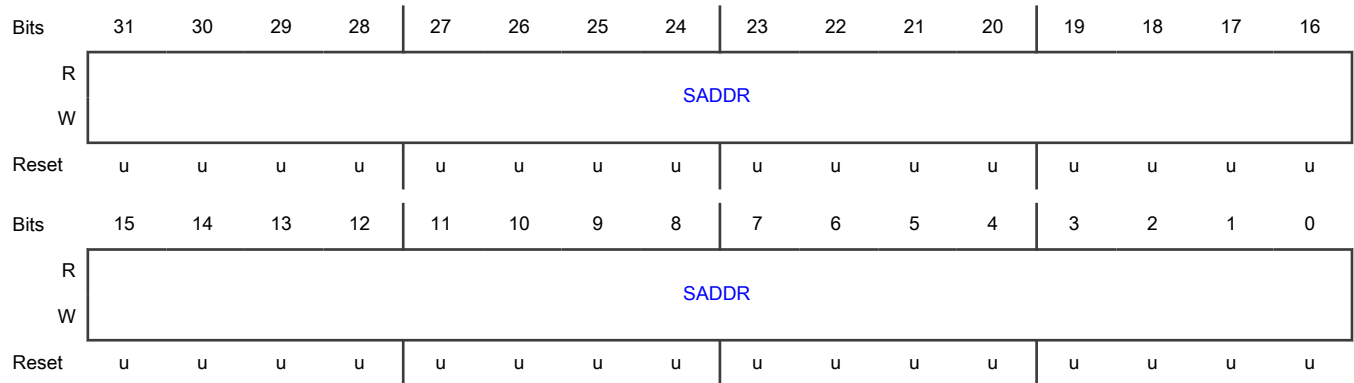 Bits 31 30 29 28 27 26 25 24 23 22 21 20 19 18 17 16
R
SADDR
W
Reset u u u u u u u u u u u u u u u u
Bits 15 14 13 12 11 10 9 8 7 6 5 4 3 2 1 0
R
SADDR
W
Reset u u u u u u u u u u u u u u u u